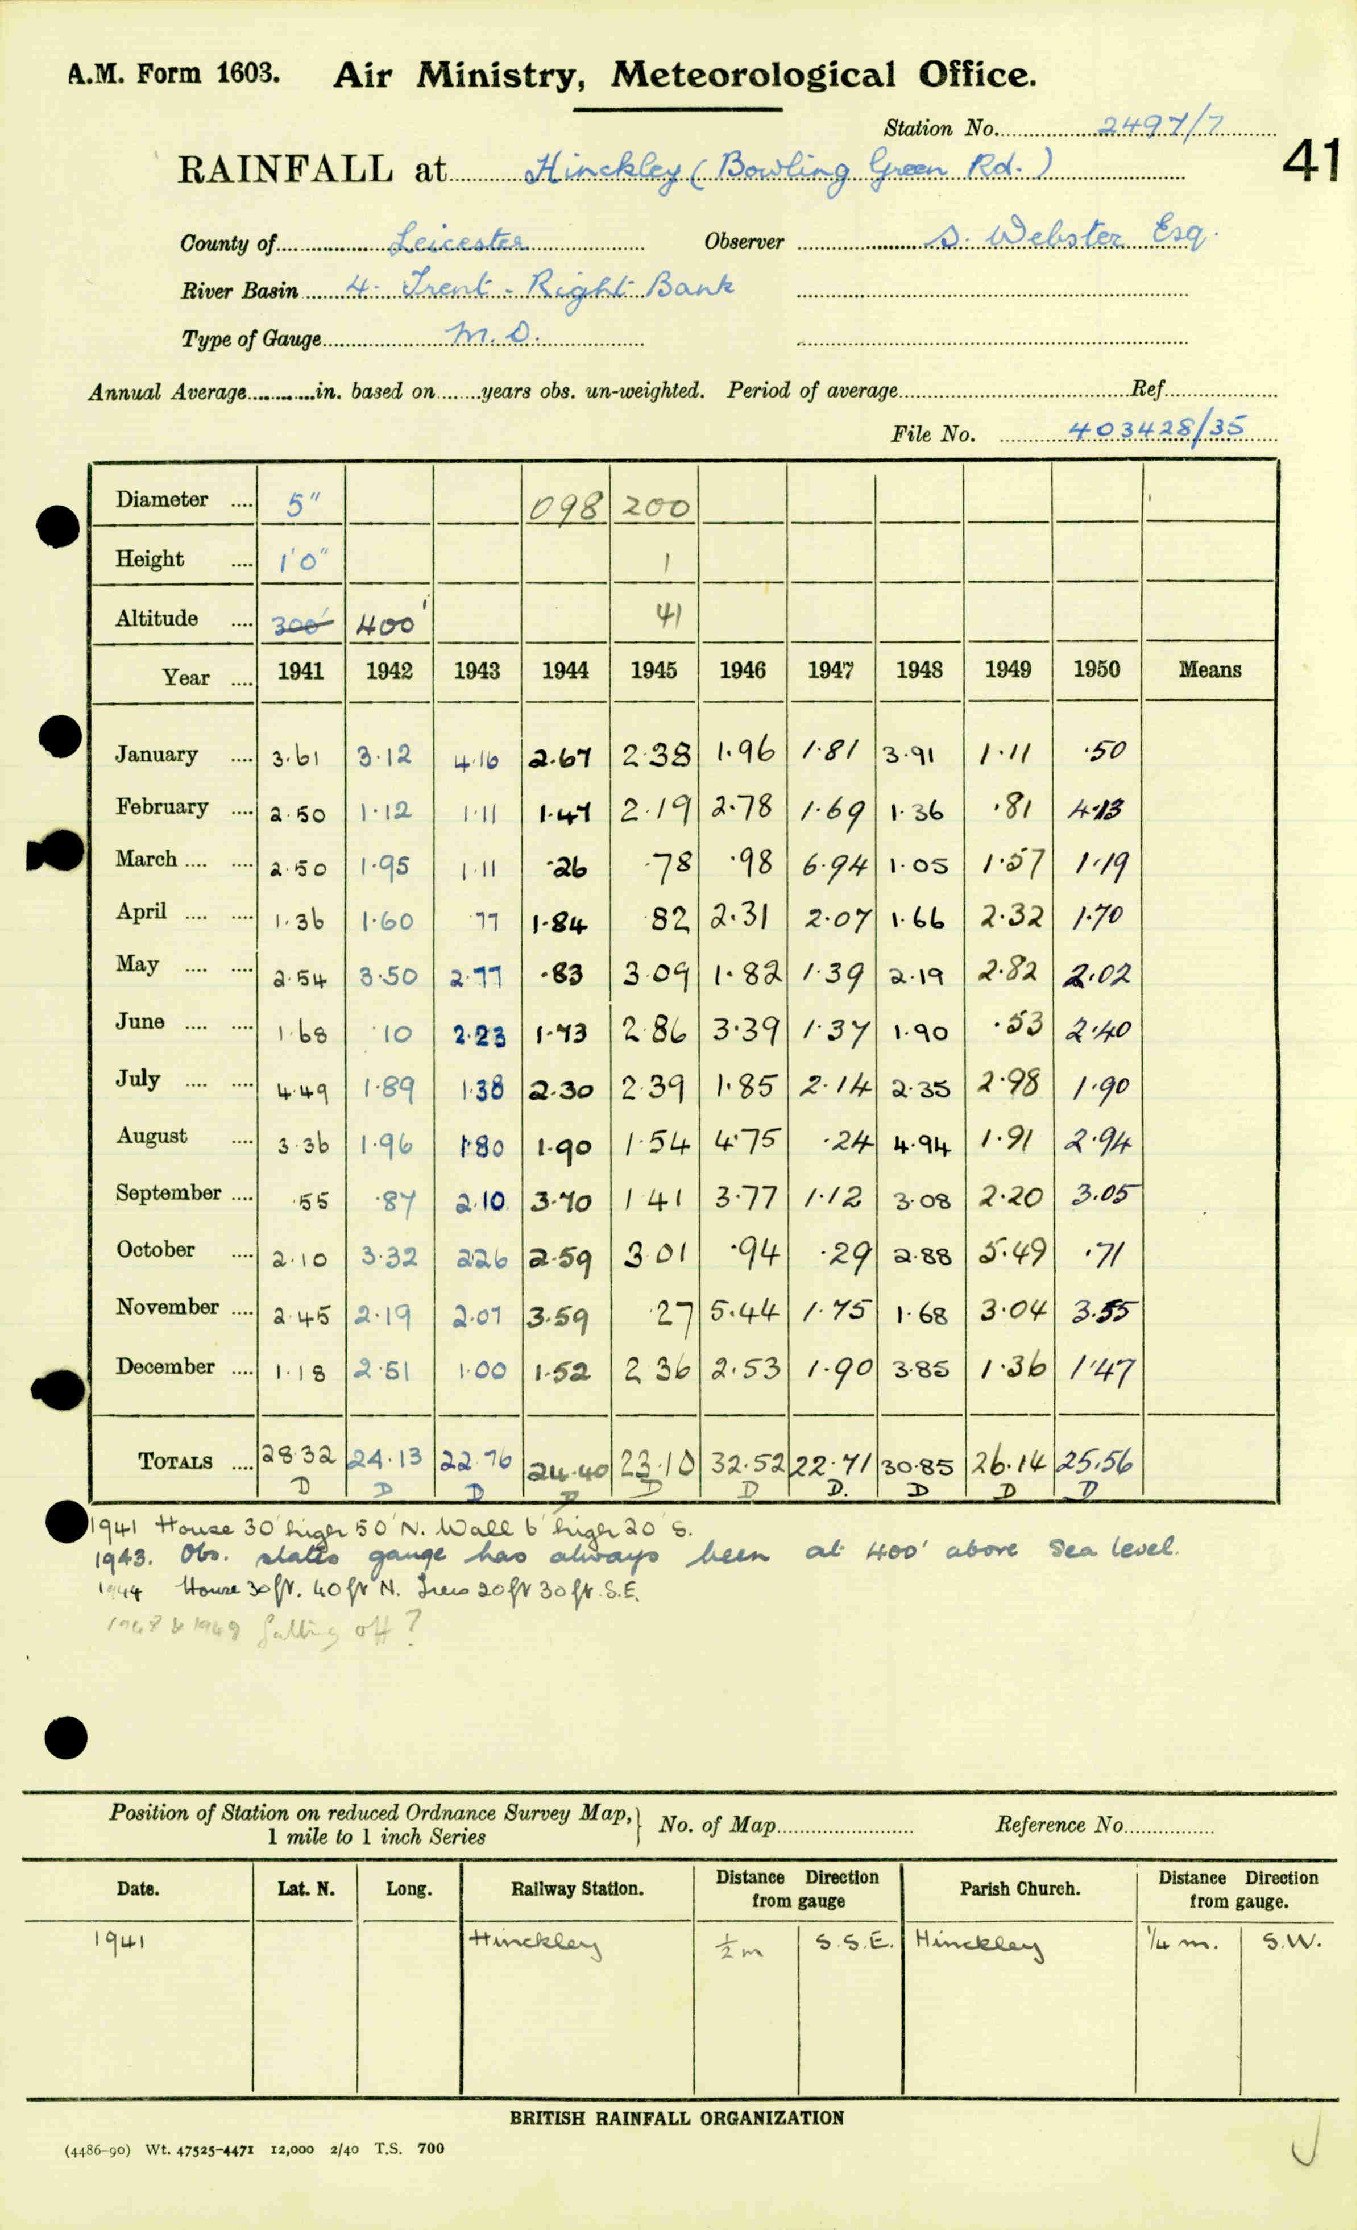 A.M. Form 1603. Air Ministry, Meteorological Office.
Station No. 2497/7
41
RAINFALL at Hinckley (Bowling Green Rd.)
County of Leicester Observer S. Webster Esq.
River Basin 4. Trent - Right Bank
Type of Gauge M.O.
Annual Average in. based on years obs. un-weighted. Period of average Ref.
File No. 403428/35
Diameter .... 5" 098 200
Height .... 1'0" 1
Altitude .... 300' 400' 41
Year .... 1941 1942 1943 1944 1945 1946 1947 1948 1949 1950 Means
January .... 3.61 3.12 4.16 2.67 2.38 1.96 1.81 3.91 1.11 .50
February .... 2.50 1.12 1.11 1.47 2.19 2.78 1.69 1.36 .81 4.13
March .... .... 2.50 1.95 1.11 .26 .78 .98 6.94 1.05 1.57 1.19
April .... .... 1.36 1.60 .77 1.84 .82 2.31 2.07 1.66 2.32 1.70
May .... .... 2.54 3.50 2.77 .83 3.09 1.82 1.39 2.19 2.82 2.02
June .... .... 1.68 .10 2.23 1.73 2.86 3.39 1.37 1.90 .53 2.40
July .... .... 4.49 1.89 1.38 2.30 2.39 1.85 2.14 2.35 2.98 1.90
August .... 3.36 1.96 1.80 1.90 1.54 4.75 .24 4.94 1.91 2.94
September .... .55 .87 2.10 3.70 1.41 3.77 1.12 3.08 2.20 3.05
October .... 2.10 3.32 2.26 2.59 3.01 .94 .29 2.88 5.49 .71
November .... 2.45 2.19 2.07 3.59 .27 5.44 1.75 1.68 3.04 3.55
December .... 1.18 2.51 1.00 1.52 2.36 2.53 1.90 3.85 1.36 1.47
TOTALS .... 28.32 24.13 22.76 24.40 23.10 32.52 22.71 30.85 26.14 25.56
D D D D D D D. D D D
1941 House 30' high 50' N. Wall 6' high 20' S.
1943. Obs. states gauge has always been at 400' above Sea level.
1944 House 30ft. 40ft N. Trees 20ft 30ft S.E.
1948 & 1949 falling off?
Position of Station on reduced Ordnance Survey Map, 1 mile to 1 inch Series } No. of Map Reference No.
Date. Lat. N. Long. Railway Station. Distance Direction from gauge Parish Church. Distance Direction from gauge.
1941 Hinckley ½ m S.S.E. Hinckley ¼ m. S.W.
BRITISH RAINFALL ORGANIZATION
(4486-90) Wt. 47525-4471 12,000 2/40 T.S. 700